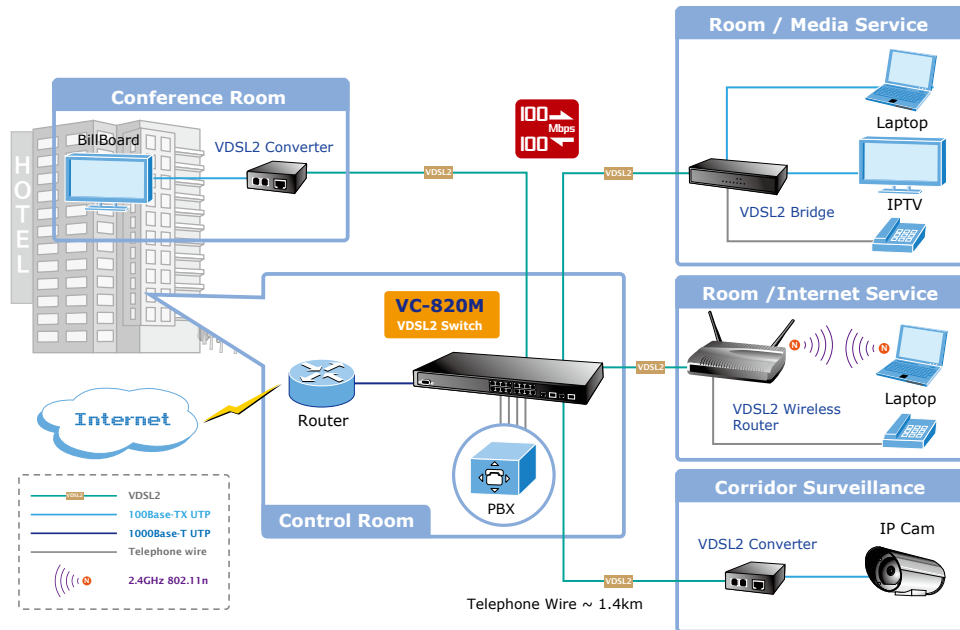 Room / Media Service
Laptop
IPTV
VDSL2 Bridge
Conference Room
BillBoard
VDSL2 Converter
HOTEL
VDSL2
100
Mbps
100
VDSL2
VC-820M
VDSL2 Switch
Router
Internet
PBX
Control Room
VDSL2
Room /Internet Service
N
N
Laptop
VDSL2 Wireless
Router
Corridor Surveillance
IP Cam
VDSL2 Converter
VDSL2
Telephone Wire ~ 1.4km
VDSL2
VDSL2
100Base-TX UTP
1000Base-T UTP
Telephone wire
N
2.4GHz 802.11n